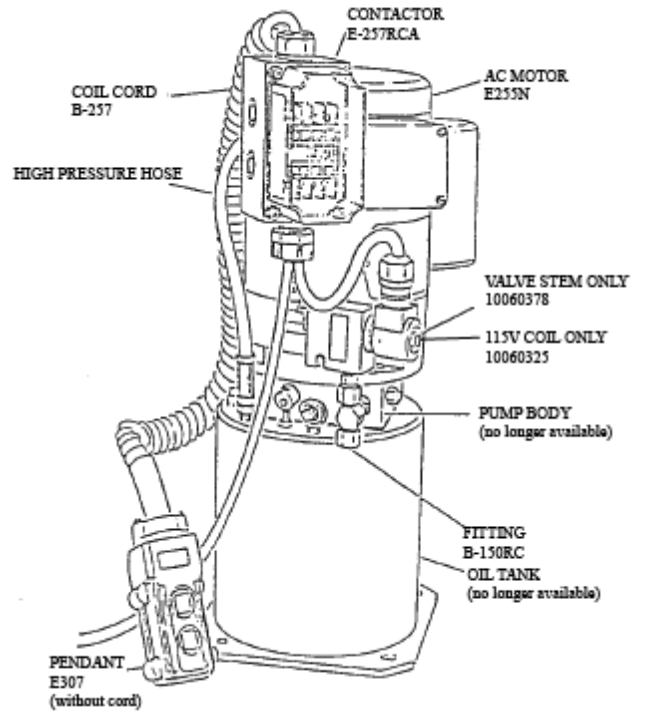 CONTACTOR
E-257RCA
AC MOTOR
E255N
COIL CORD
B-257
HIGH PRESSURE HOSE
VALVE STEM ONLY
10060378
115V COIL ONLY
10060325
PUMP BODY
(no longer available)
FITTING
B-150RC
OIL TANK
(no longer available)
PENDANT
E307
(without cord)